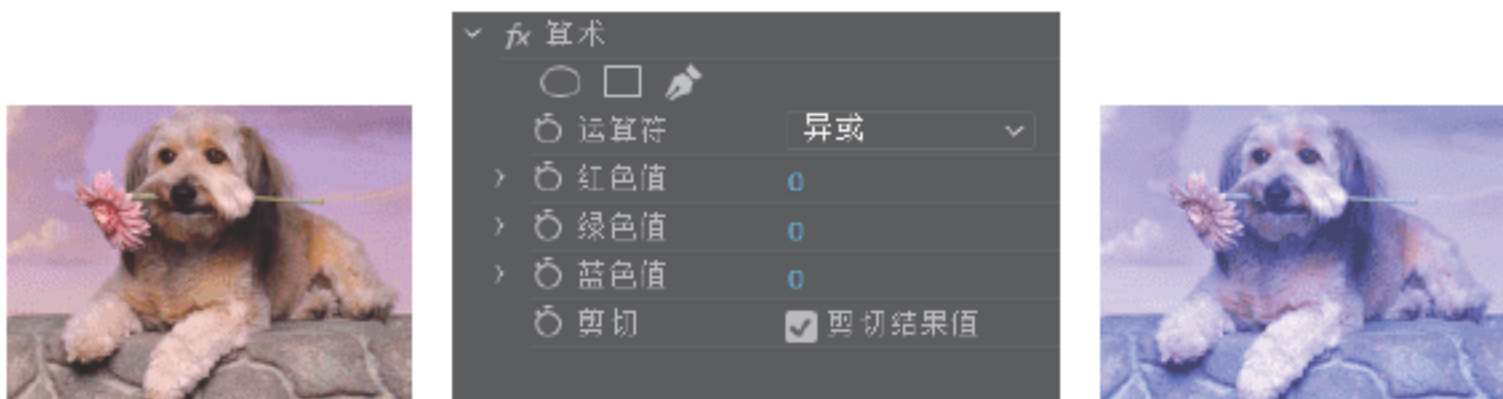 fx 算术
运算符 异或
红色值 0
绿色值 0
蓝色值 0
剪切 剪切结果值